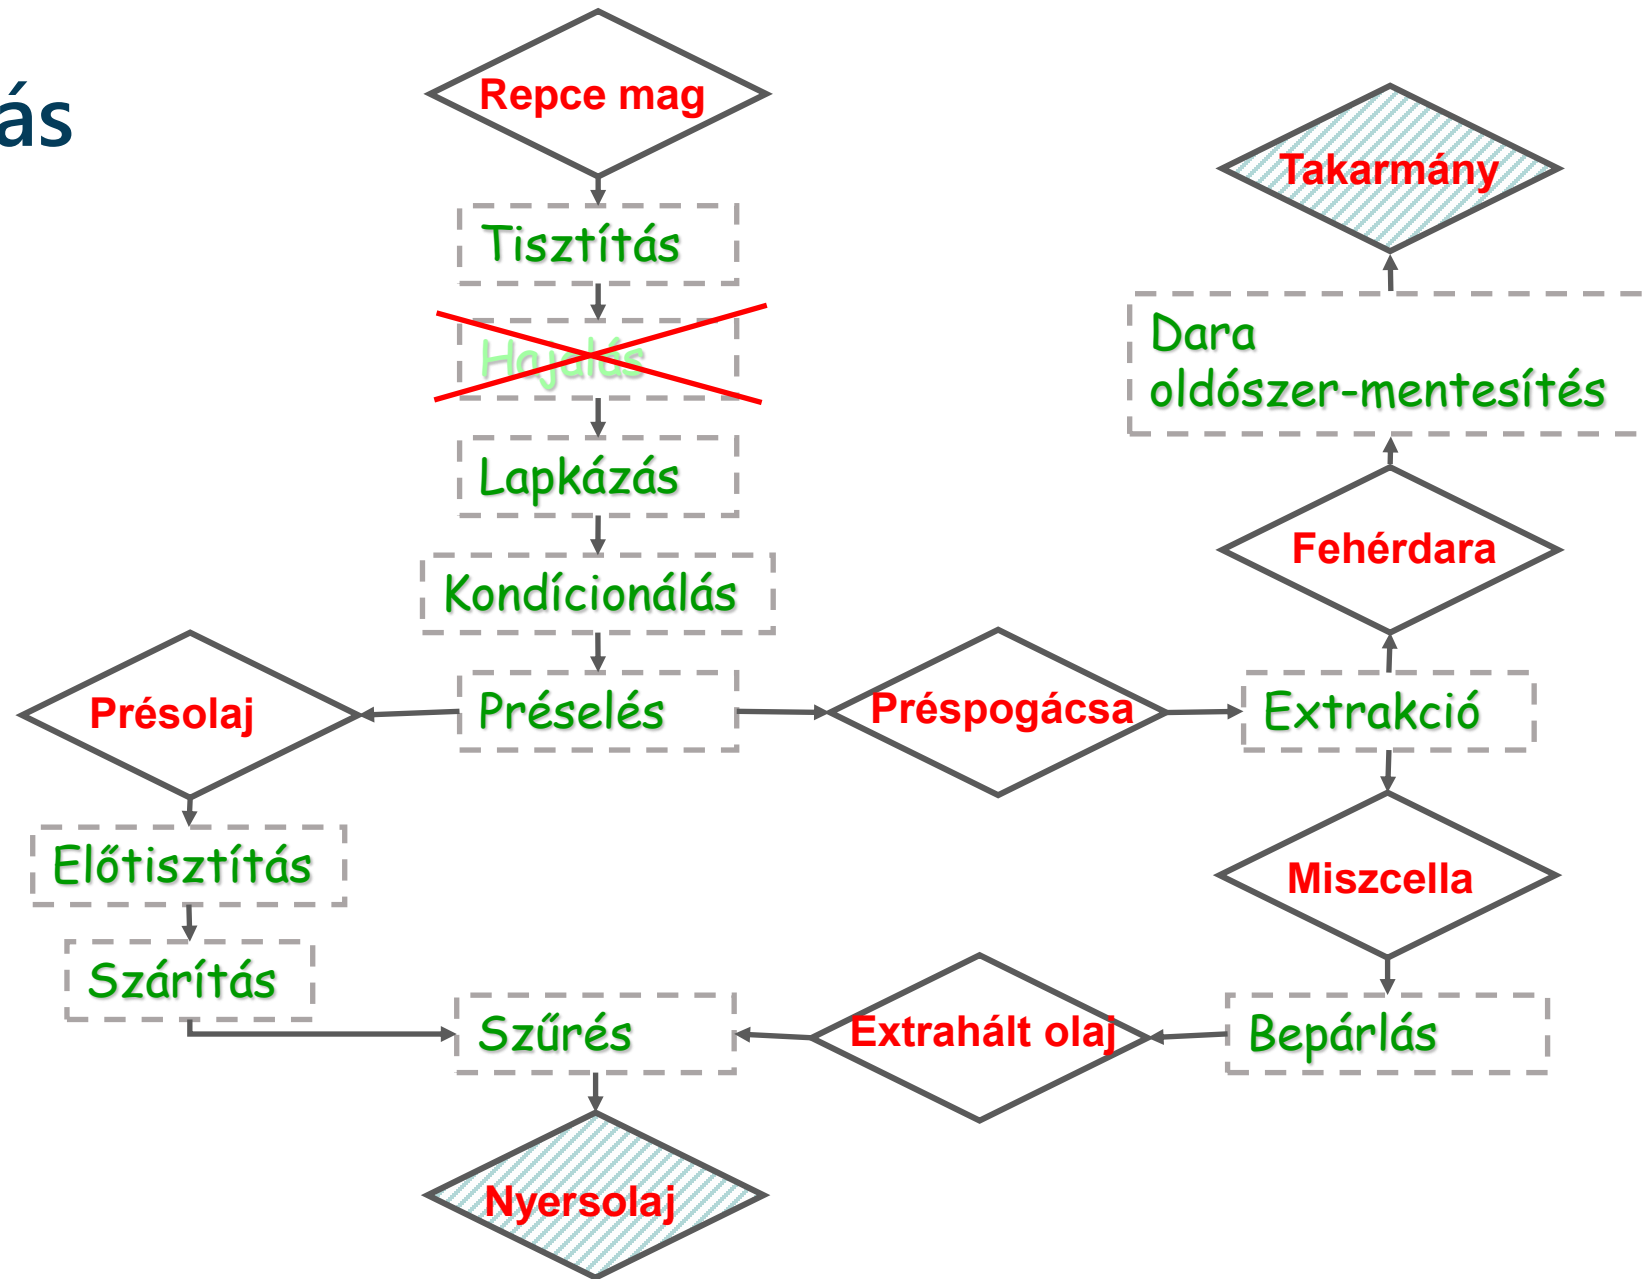 ás
Repce mag
Takarmány
Tisztítás
Hajalás
Dara
oldószer-mentesítés
Lapkázás
Fehérdara
Kondícionálás
Présolaj
Préselés
Préspogácsa
Extrakció
Előtisztítás
Miszcella
Szárítás
Szűrés
Extrahált olaj
Bepárlás
Nyersolaj